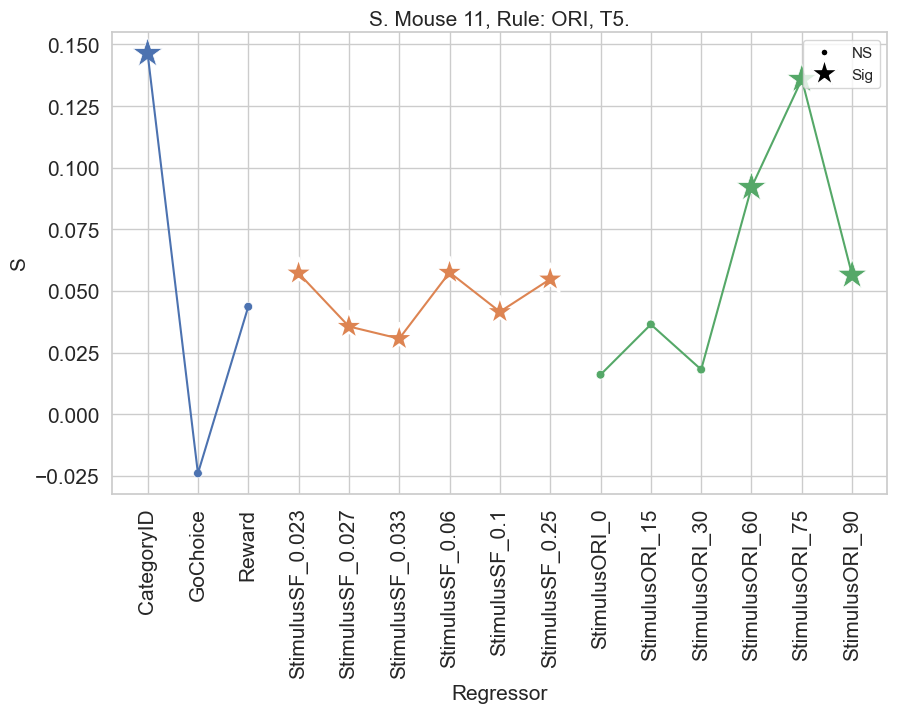 S. Mouse 11, Rule: ORI, T5.
NS
Sig
0.150
0.125
0.100
0.075
0.050
0.025
0.000
−0.025
S
CategoryID
GoChoice
Reward
StimulusSF_0.023
StimulusSF_0.027
StimulusSF_0.033
StimulusSF_0.06
StimulusSF_0.1
StimulusSF_0.25
StimulusORI_0
StimulusORI_15
StimulusORI_30
StimulusORI_60
StimulusORI_75
StimulusORI_90
Regressor